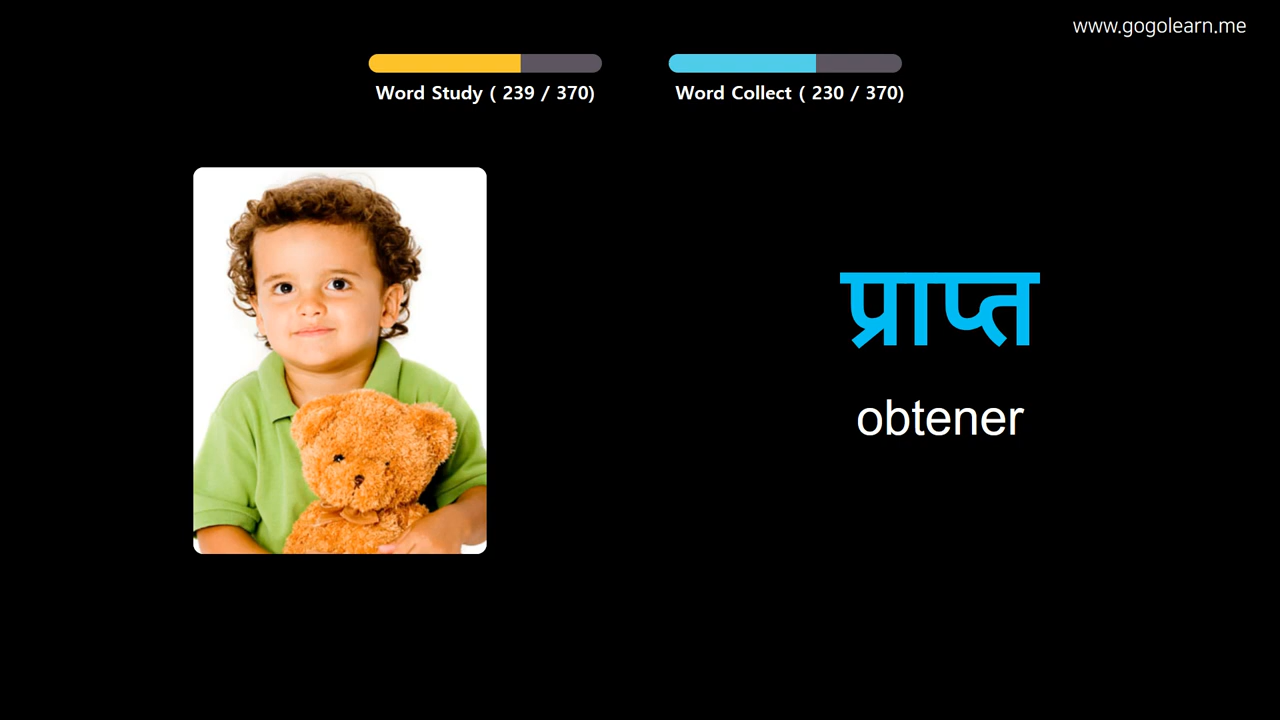 www.gogolearn.me
Word Study ( 239 / 370)
Word Collect ( 230 / 370)
प्राप्त
obtener